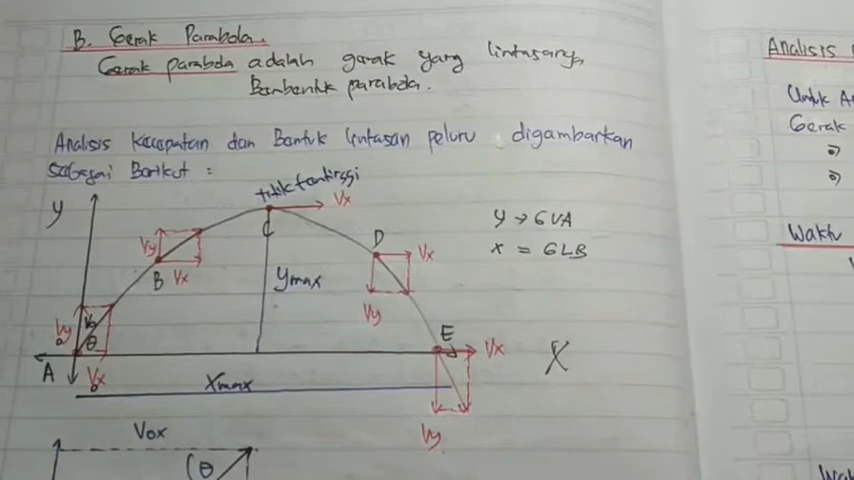 B. Gerak Parabola.
Gerak parabola adalah gerak yang lintasany
Berbentuk parabola.
Analisis Kecepatan dan Bentuk lintasan peluru digambarkan
sebagai Berikut :
titik tertinggi
Vx
y
C
y → GVA
x = GLB
Vy
B
Vx
D
Vx
Ymax
Vy
Vy
V
θ
A
Vx
E
Vx
X
Xmax
Vy
Vox
θ
Analisis
Untuk
Gerak
Waktu